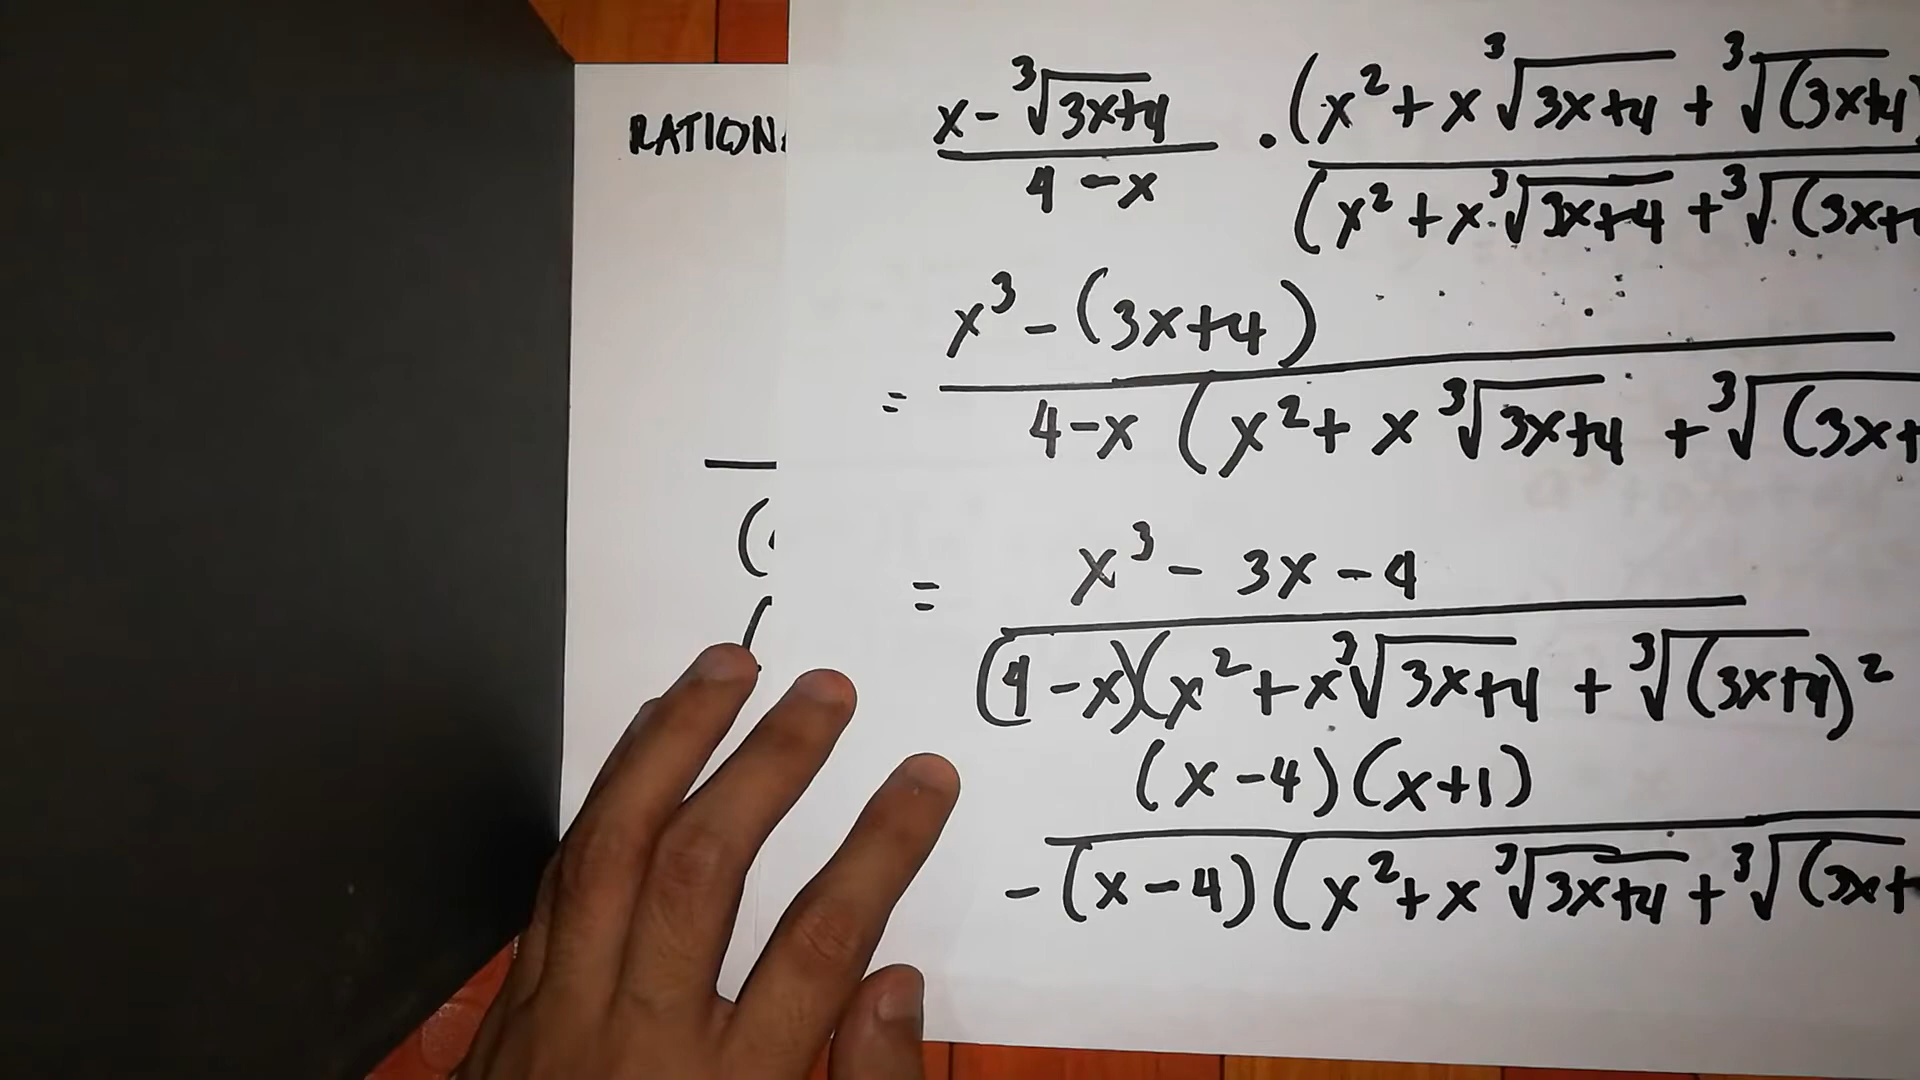 RATION
x - ∛(3x+4) · (x² + x ∛(3x+4) + ∛(3x+4)
4 - x (x² + x ∛(3x+4) + ∛(3x+
x³ - (3x+4)
=
4-x (x² + x ∛(3x+4) + ∛(3x+
x³ - 3x - 4
=
(4-x)(x² + x ∛(3x+4) + ∛(3x+4)²
(x-4)(x+1)
-(x-4)(x² + x ∛(3x+4) + ∛(3x+